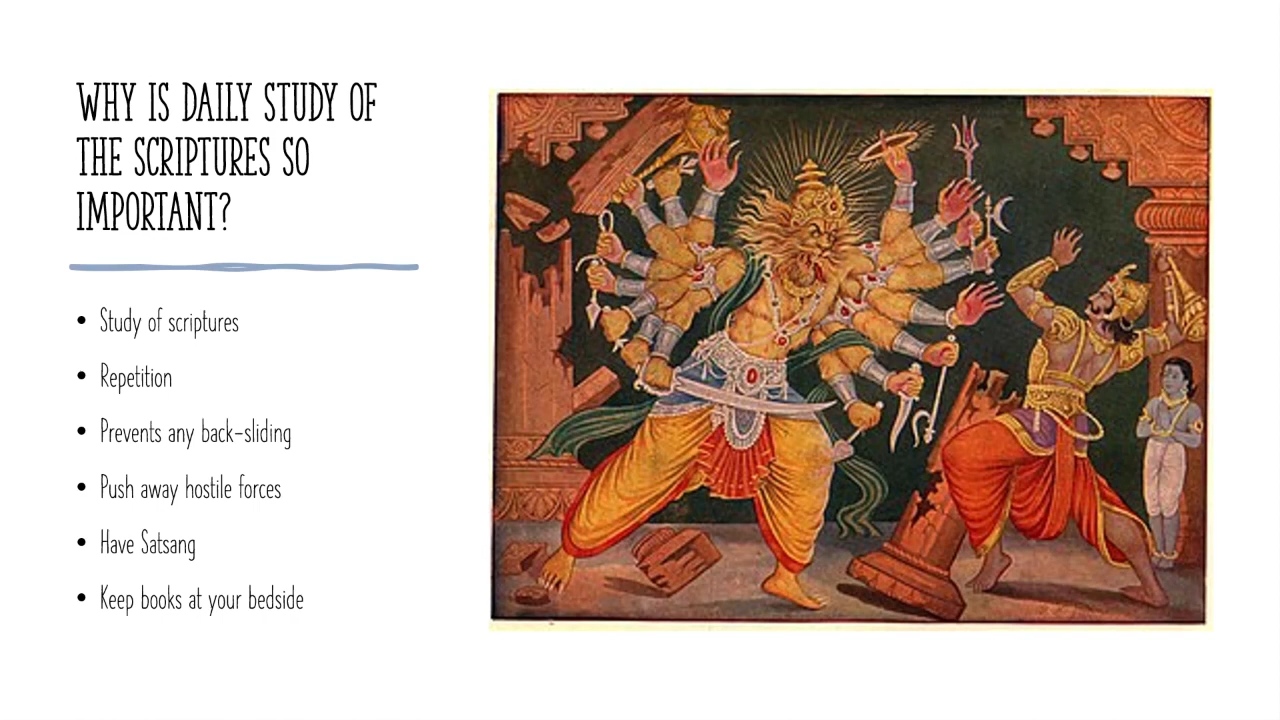 WHY IS DAILY STUDY OF
THE SCRIPTURES SO
IMPORTANT?
• Study of scriptures
• Repetition
• Prevents any back-sliding
• Push away hostile forces
• Have Satsang
• Keep books at your bedside